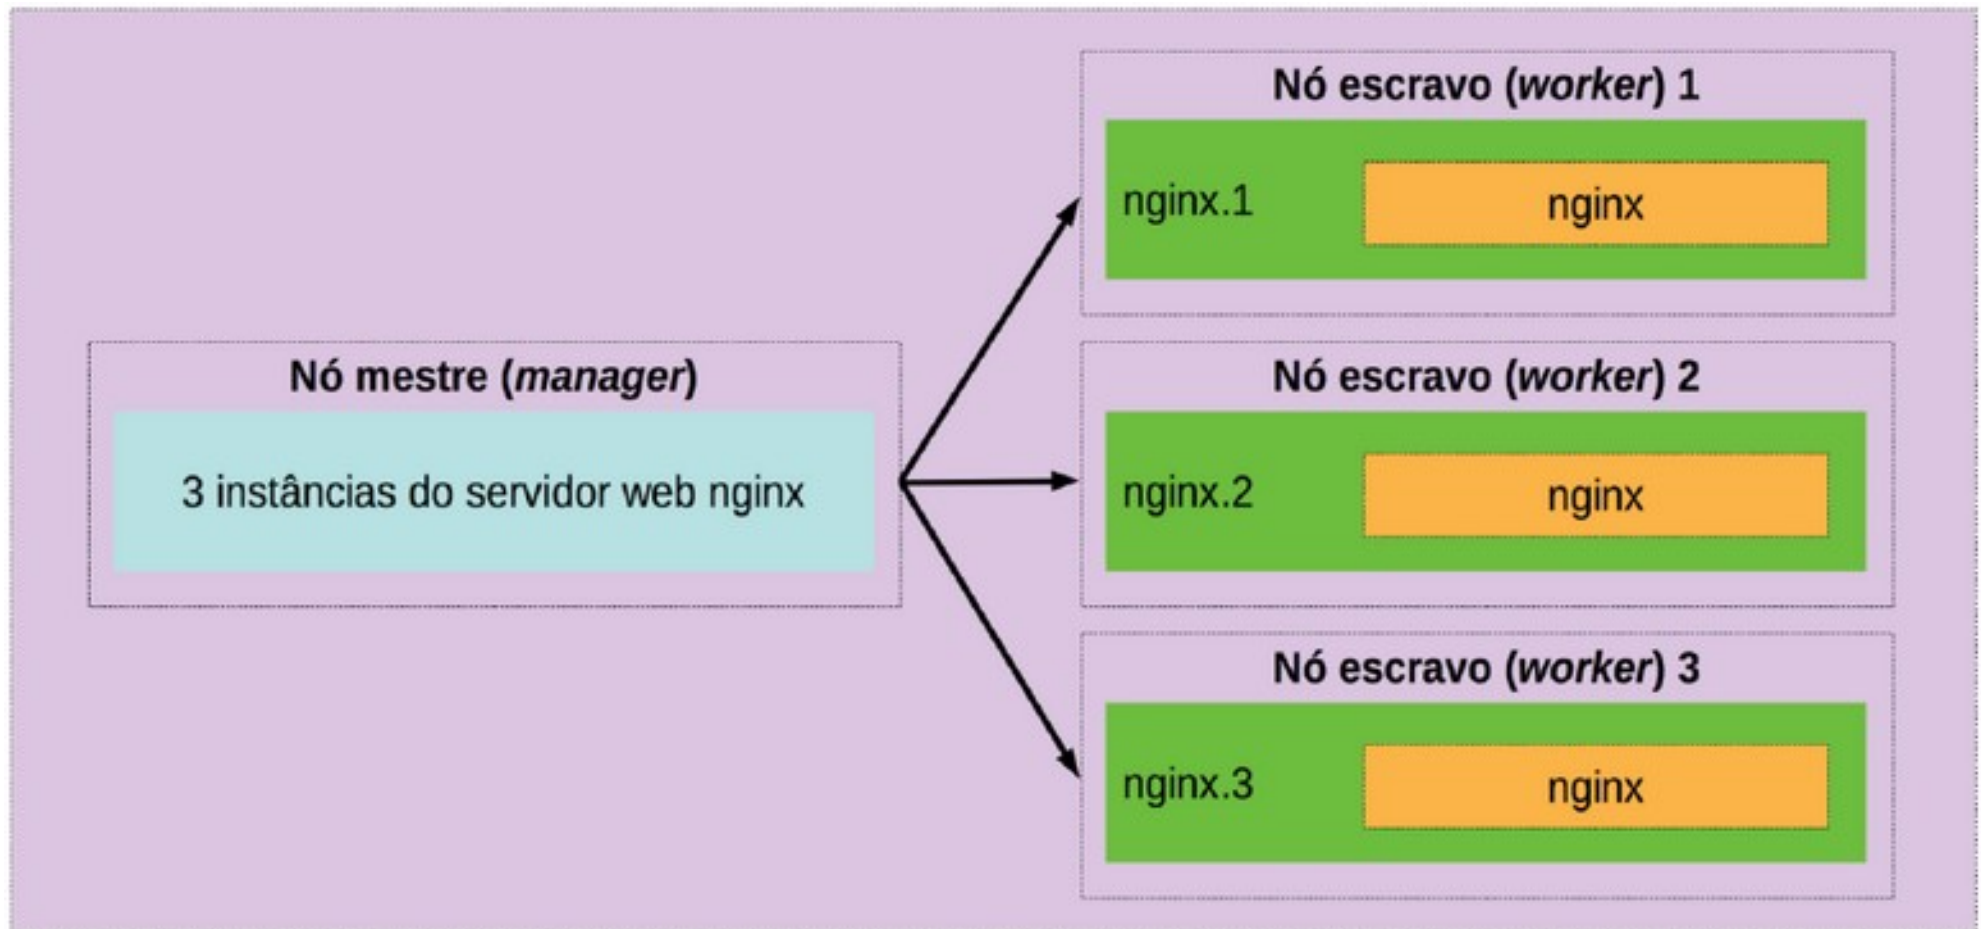 Nó mestre (manager)
3 instâncias do servidor web nginx
Nó escravo (worker) 1
nginx.1
nginx
Nó escravo (worker) 2
nginx.2
nginx
Nó escravo (worker) 3
nginx.3
nginx